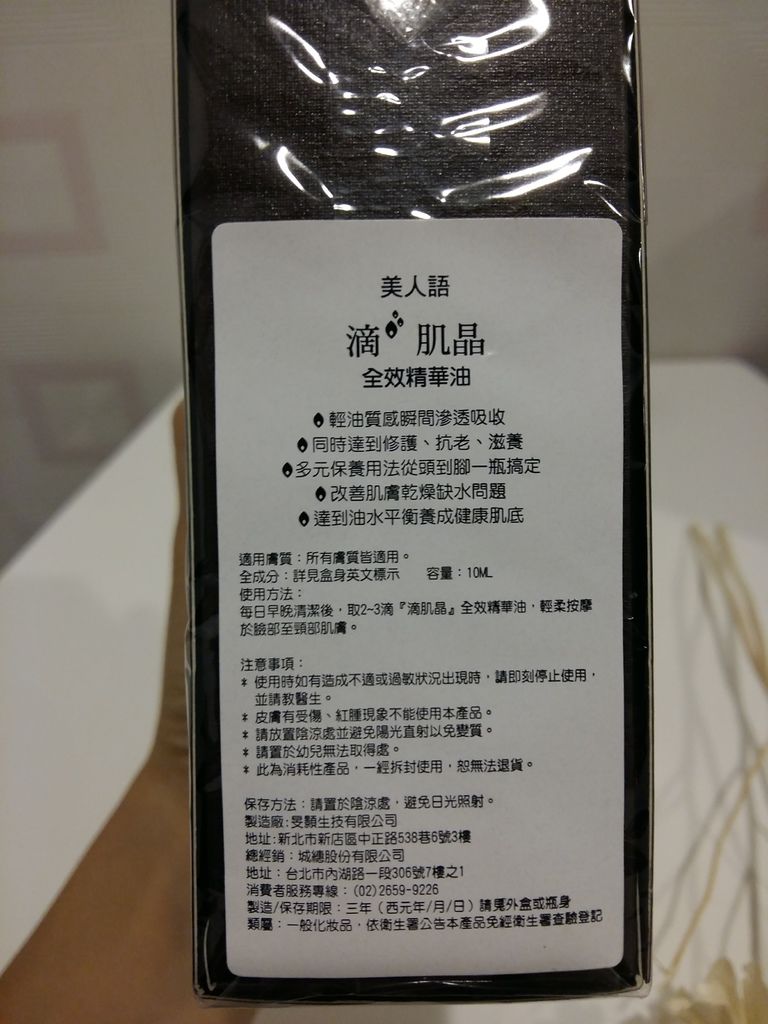 美人語
滴 肌晶
全效精華油
輕油質感瞬間滲透吸收
同時達到修護、抗老、滋養
多元保養用法從頭到腳一瓶搞定
改善肌膚乾燥缺水問題
達到油水平衡養成健康肌底
適用膚質：所有膚質皆適用。
全成分：詳見盒身英文標示 容量：10ML
使用方法：
每日早晚清潔後，取2~3滴『滴肌晶』全效精華油，輕柔按摩
於臉部至頸部肌膚。
注意事項：
* 使用時如有造成不適或過敏狀況出現時，請即刻停止使用，
並請教醫生。
* 皮膚有受傷、紅腫現象不能使用本產品。
* 請放置陰涼處並避免陽光直射以免變質。
* 請置於幼兒無法取得處。
* 此為消耗性產品，一經拆封使用，恕無法退貨。
保存方法：請置於陰涼處，避免日光照射。
製造廠:旻顥生技有限公司
地址:新北市新店區中正路538巷6號3樓
總經銷：城總股份有限公司
地址：台北市內湖路一段306號7樓之1
消費者服務專線：(02)2659-9226
製造/保存期限：三年（西元年/月/日）請見外盒或瓶身
類屬：一般化妝品，依衛生署公告本產品免經衛生署查驗登記